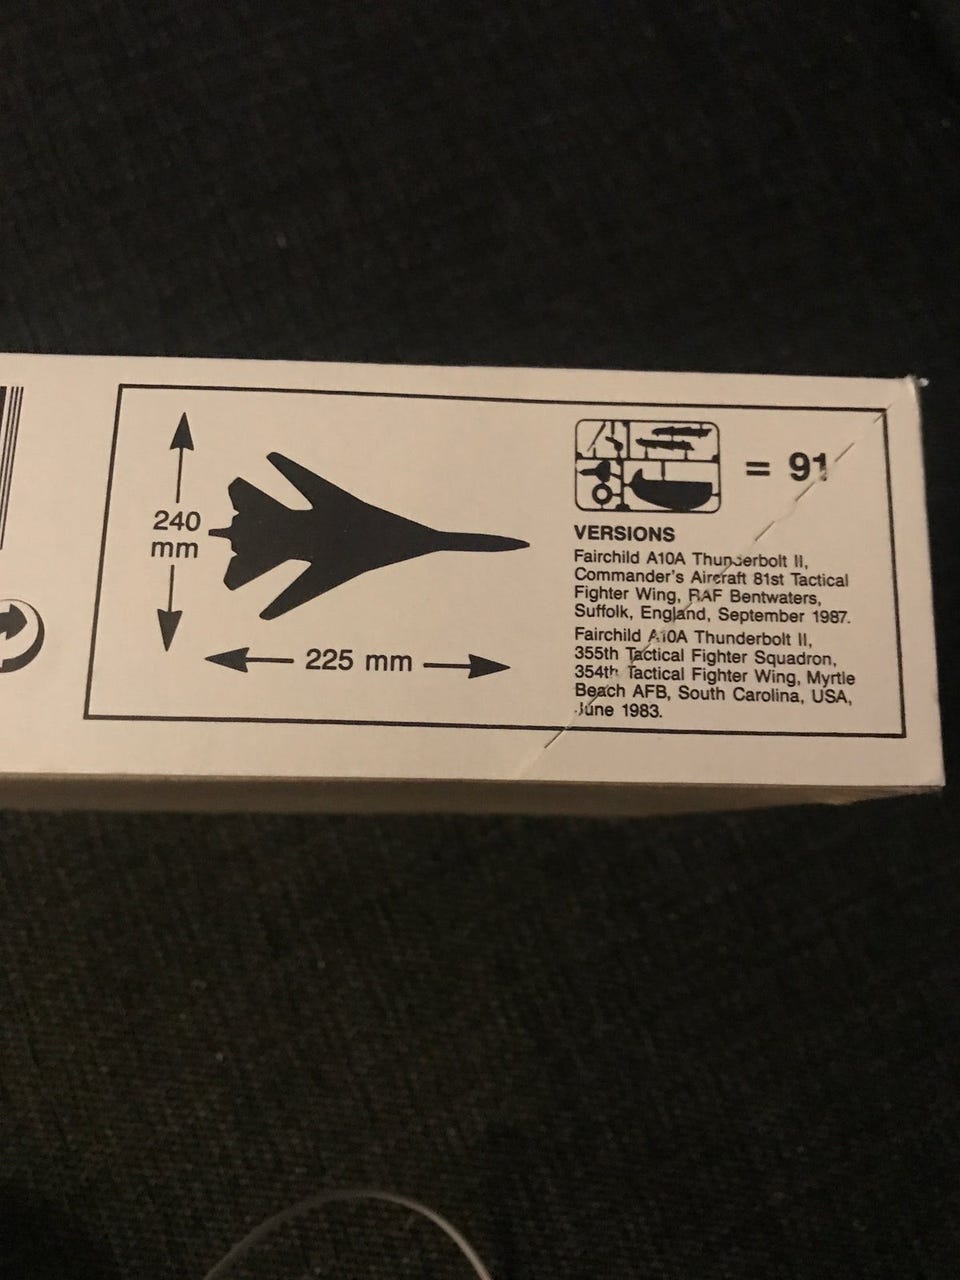 240
mm
225 mm
= 91
VERSIONS
Fairchild A10A Thunderbolt II,
Commander's Aircraft 81st Tactical
Fighter Wing, RAF Bentwaters,
Suffolk, England, September 1987.
Fairchild A10A Thunderbolt II,
355th Tactical Fighter Squadron,
354th Tactical Fighter Wing, Myrtle
Beach AFB, South Carolina, USA,
June 1983.